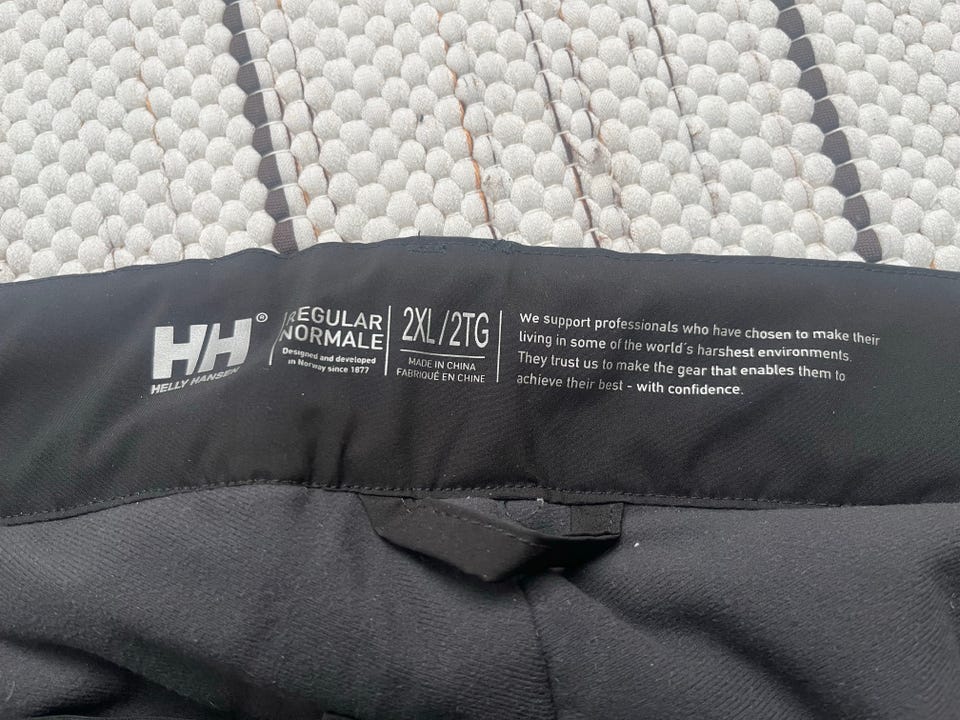 HH®
HELLY HANSEN
REGULAR
NORMALE
Designed and developed
in Norway since 1877
2XL/2TG
MADE IN CHINA
FABRIQUÉ EN CHINE
We support professionals who have chosen to make their
living in some of the world´s harshest environments.
They trust us to make the gear that enables them to
achieve their best - with confidence.